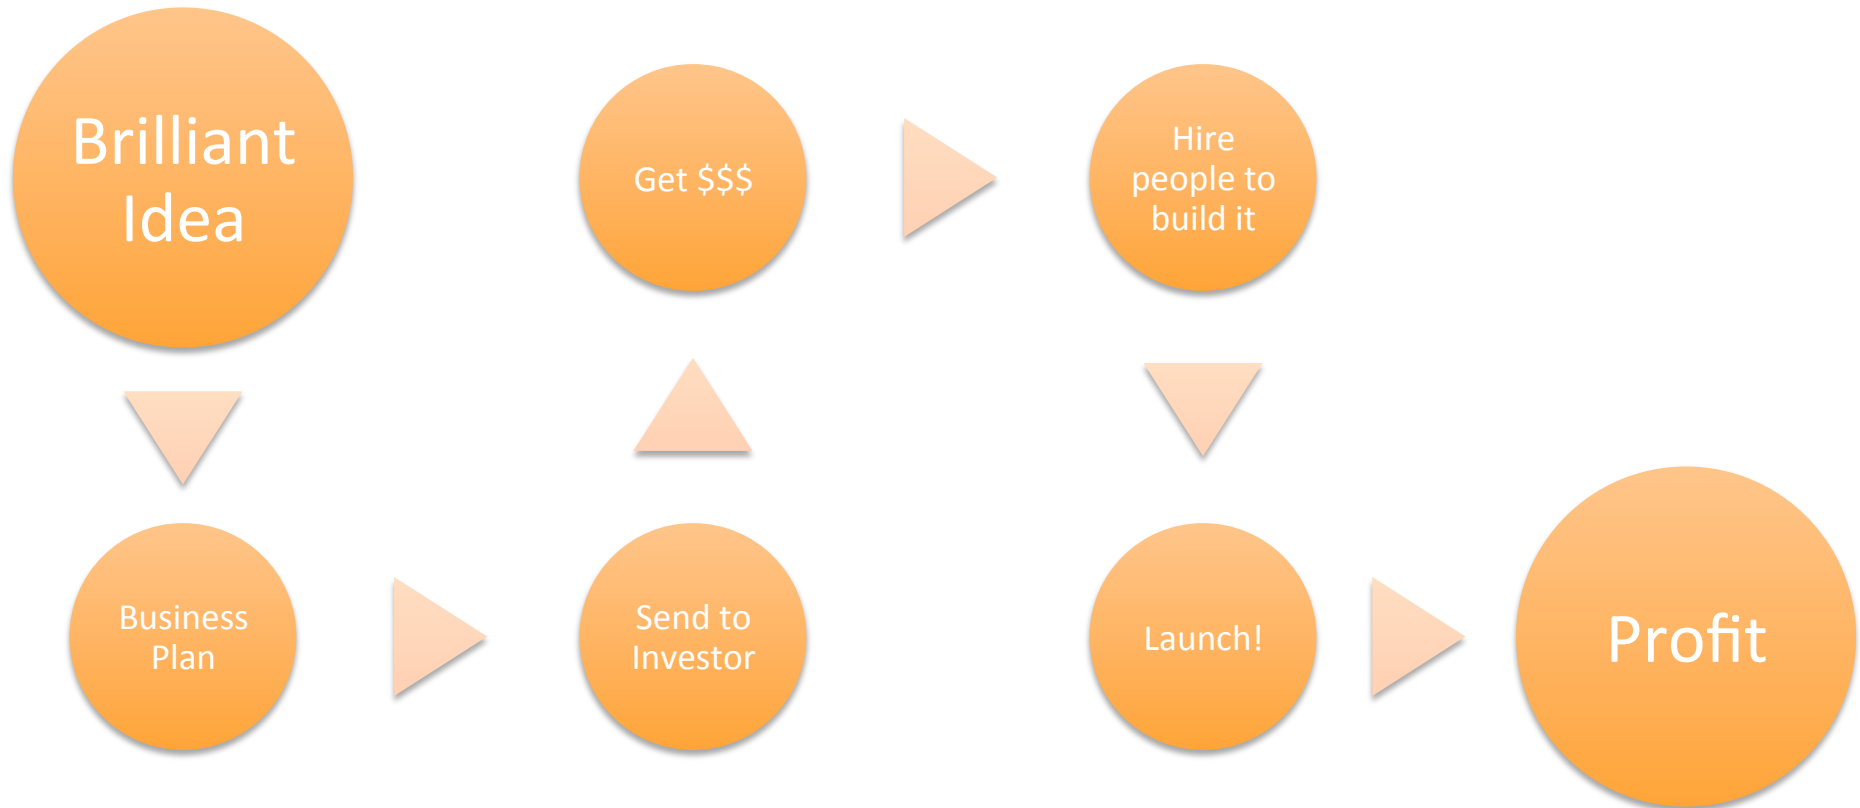 Brilliant
Idea
Business
Plan
Send to
Investor
Get $$$
Hire
people to
build it
Launch!
Profit